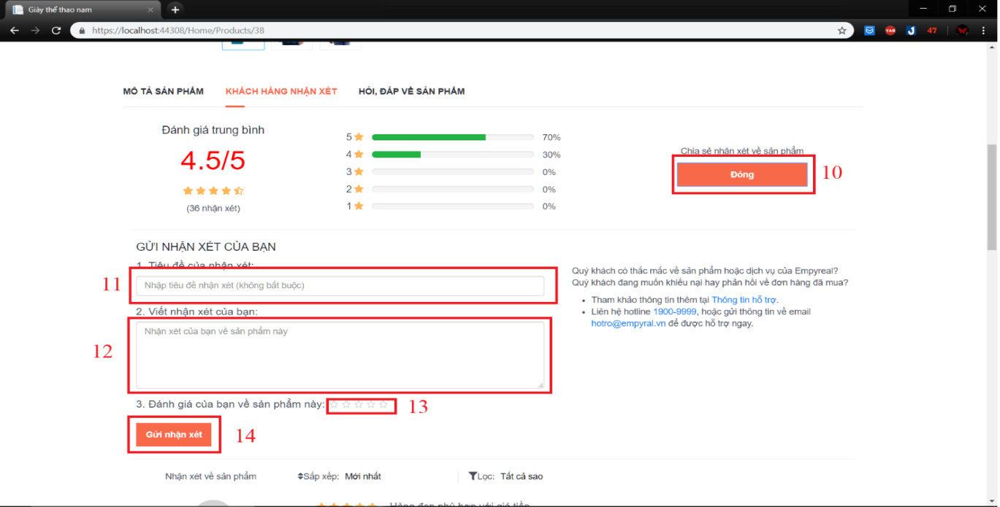 Giày thể thao nam
https://localhost:44308/Home/Products/38
47
MÔ TẢ SẢN PHẨM KHÁCH HÀNG NHẬN XÉT HỎI, ĐÁP VỀ SẢN PHẨM
Đánh giá trung bình
4.5/5
(36 nhận xét)
5 70%
4 30%
3 0%
2 0%
1 0%
Chia sẻ nhận xét về sản phẩm
Đóng
10
GỬI NHẬN XÉT CỦA BẠN
1. Tiêu đề của nhận xét:
Nhập tiêu đề nhận xét (không bắt buộc)
11
2. Viết nhận xét của bạn:
Nhận xét của bạn về sản phẩm này
12
3. Đánh giá của bạn về sản phẩm này:
13
Gửi nhận xét
14
Quý khách có thắc mắc về sản phẩm hoặc dịch vụ của Empyreal?
Quý khách đang muốn khiếu nại hay phản hồi về đơn hàng đã mua?
• Tham khảo thông tin thêm tại Thông tin hỗ trợ.
• Liên hệ hotline 1900-9999, hoặc gửi thông tin về email
hotro@empyral.vn để được hỗ trợ ngay.
Nhận xét về sản phẩm Sắp xếp: Mới nhất Lọc: Tất cả sao
Hàng đẹp phù hợp với giá tiền